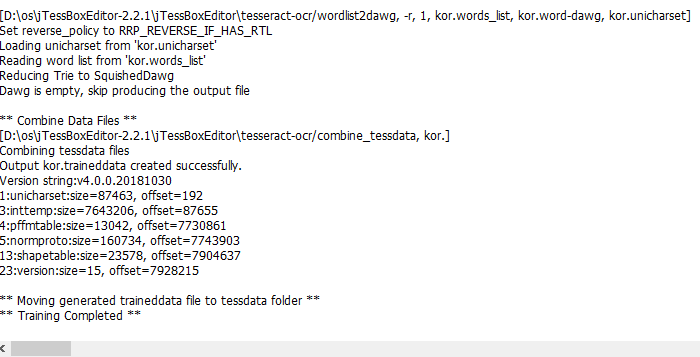 [D:\os\jTessBoxEditor-2.2.1\jTessBoxEditor\tesseract-ocr/wordlist2dawg, -r, 1, kor.words_list, kor.word-dawg, kor.unicharset]
Set reverse_policy to RRP_REVERSE_IF_HAS_RTL
Loading unicharset from 'kor.unicharset'
Reading word list from 'kor.words_list'
Reducing Trie to SquishedDawg
Dawg is empty, skip producing the output file
** Combine Data Files **
[D:\os\jTessBoxEditor-2.2.1\jTessBoxEditor\tesseract-ocr/combine_tessdata, kor.]
Combining tessdata files
Output kor.traineddata created successfully.
Version string:v4.0.0.20181030
1:unicharset:size=87463, offset=192
3:inttemp:size=7643206, offset=87655
4:pffmtable:size=13042, offset=7730861
5:normproto:size=160734, offset=7743903
13:shapetable:size=23578, offset=7904637
23:version:size=15, offset=7928215
** Moving generated traineddata file to tessdata folder **
** Training Completed **